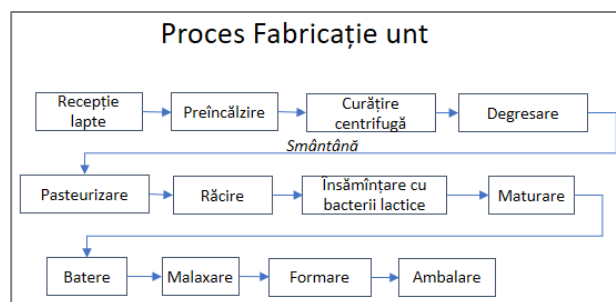 Proces Fabricație unt
Recepție
lapte
Preîncălzire
Curățire
centrifugă
Degresare
Smântână
Pasteurizare
Răcire
Însămînțare cu
bacterii lactice
Maturare
Batere
Malaxare
Formare
Ambalare